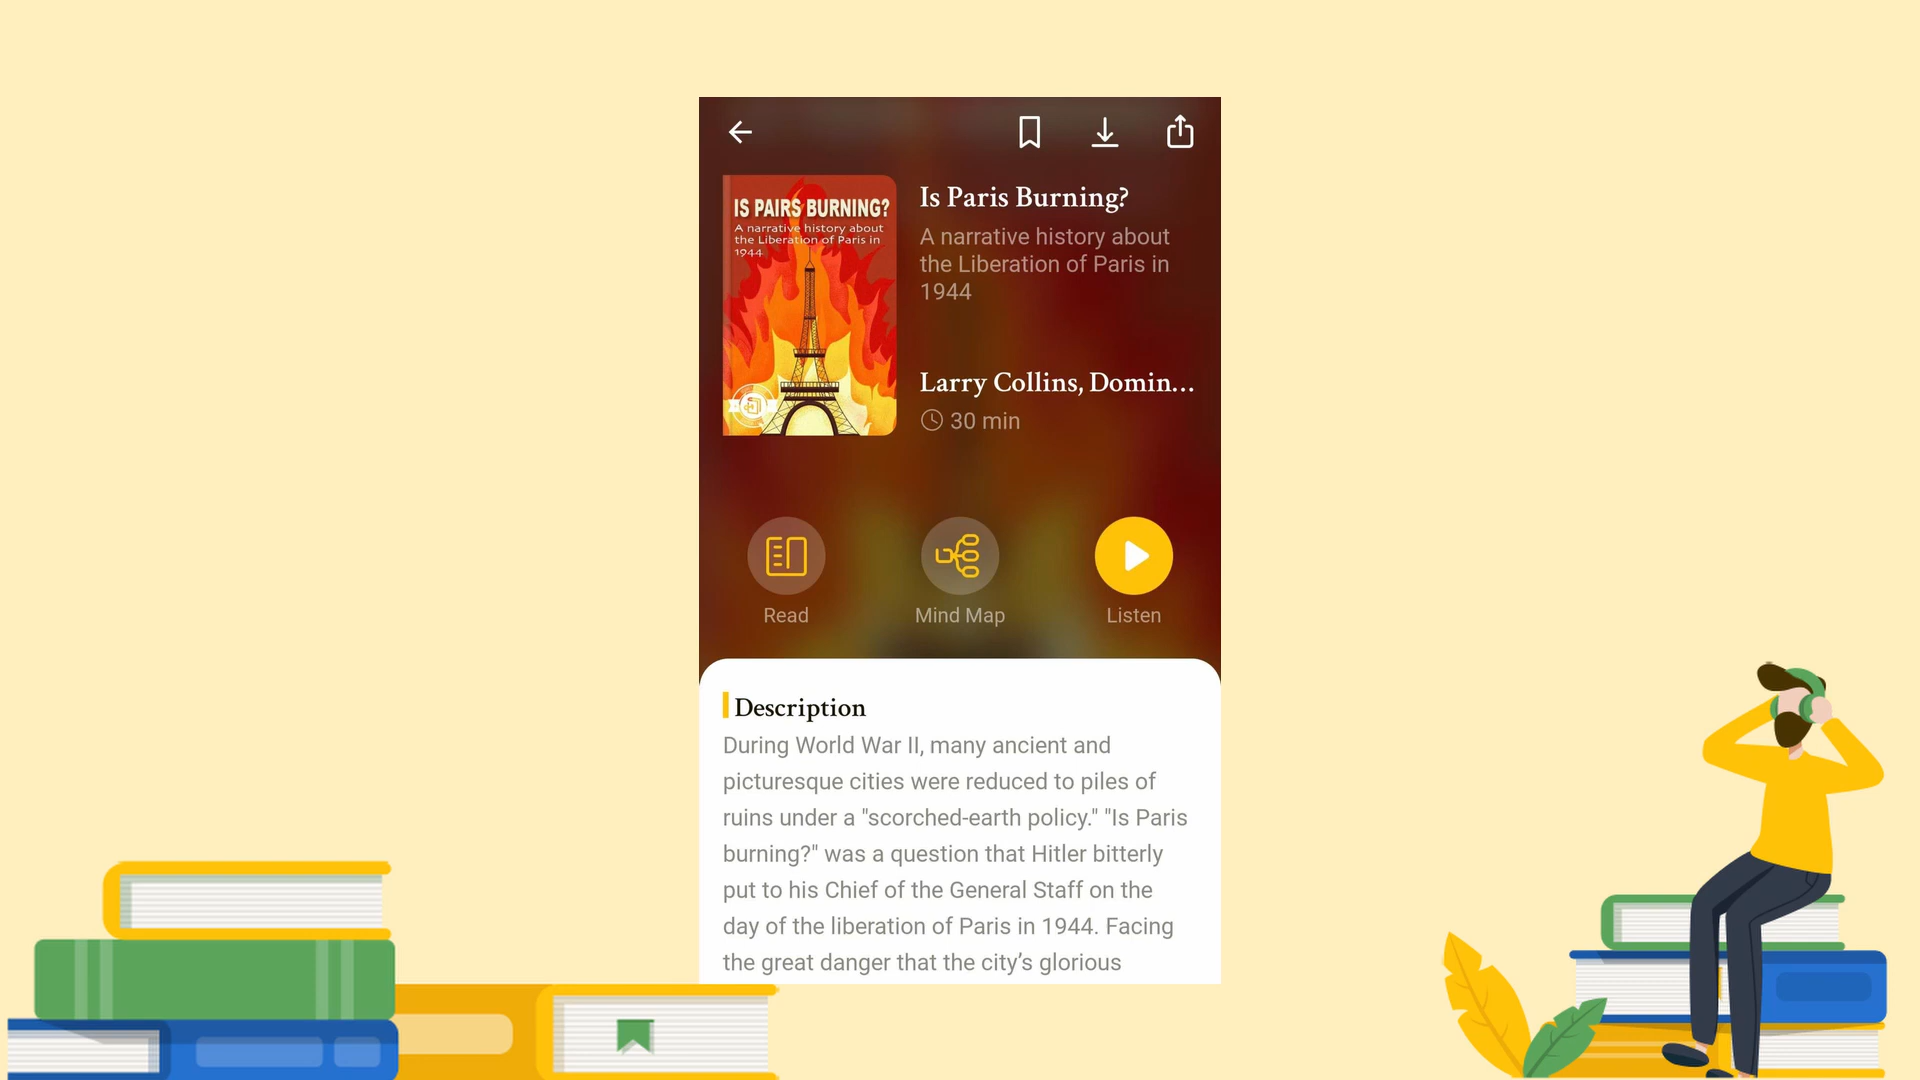 IS PAIRS BURNING?
A narrative history about
the Liberation of Paris in
1944
Is Paris Burning?
A narrative history about
the Liberation of Paris in
1944
Larry Collins, Domin...
30 min
Read
Mind Map
Listen
Description
During World War II, many ancient and
picturesque cities were reduced to piles of
ruins under a "scorched-earth policy." "Is Paris
burning?" was a question that Hitler bitterly
put to his Chief of the General Staff on the
day of the liberation of Paris in 1944. Facing
the great danger that the city’s glorious